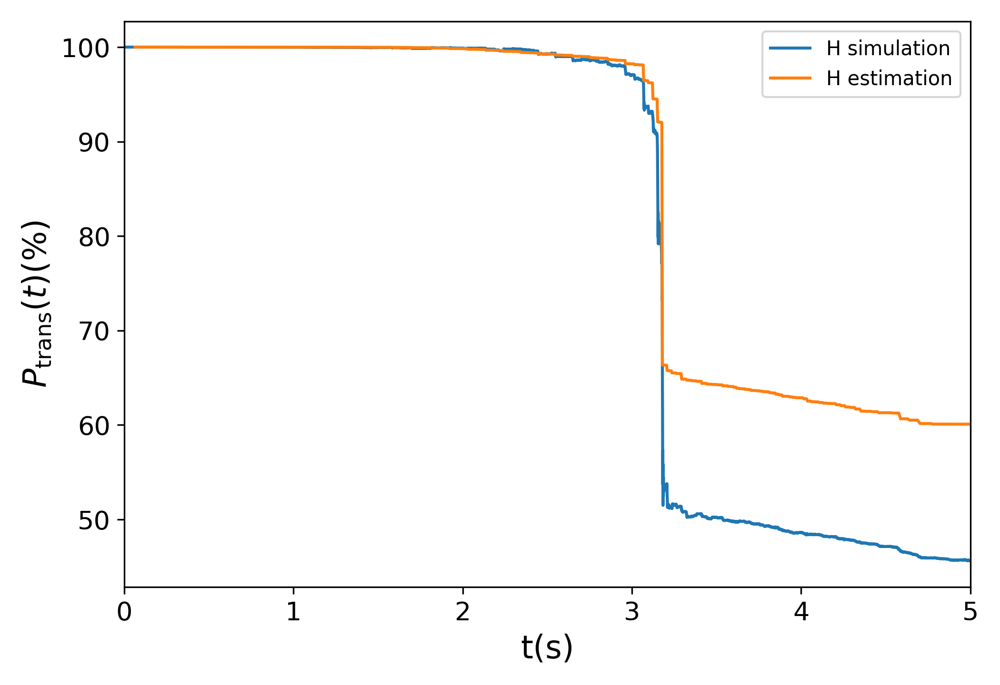 H simulation
H estimation
100
90
80
70
60
50
P_trans(t)(%)
0 1 2 3 4 5
t(s)